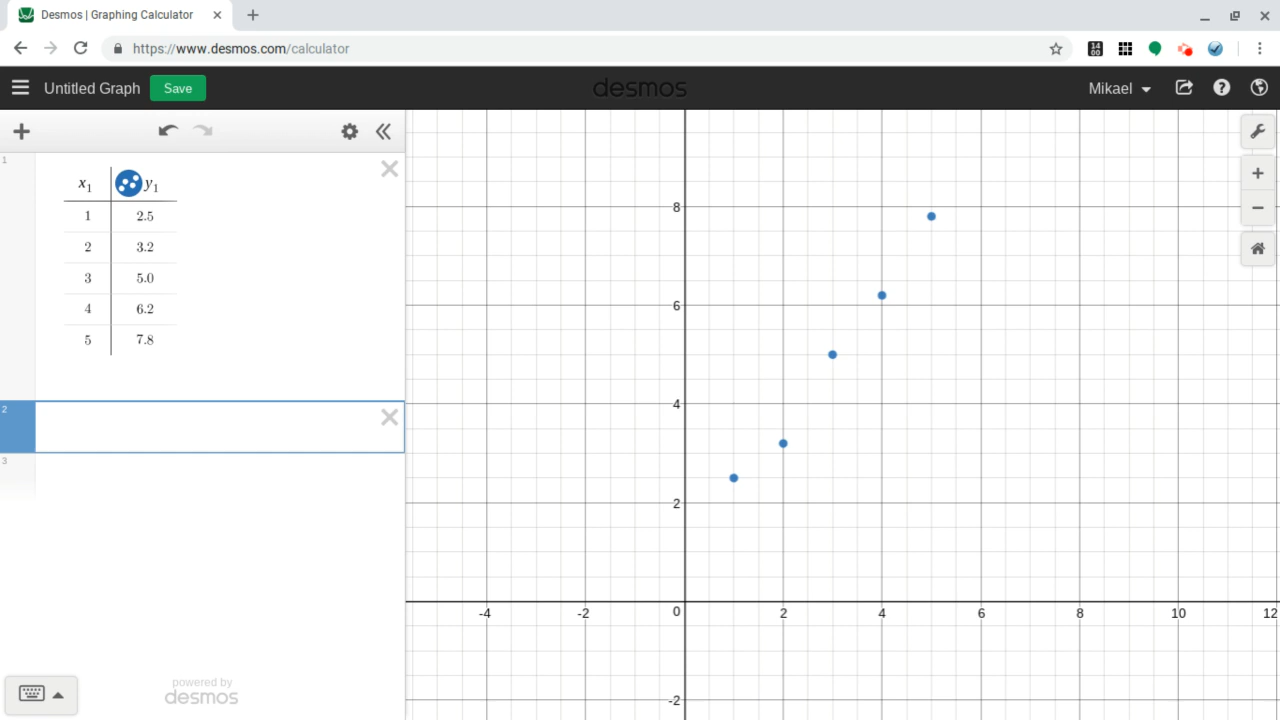 Desmos | Graphing Calculator
https://www.desmos.com/calculator
14
00
Untitled Graph
Save
desmos
Mikael
1
x₁ y₁
1 2.5
2 3.2
3 5.0
4 6.2
5 7.8
2
3
powered by
desmos
8
6
4
2
-4 -2 0 2 4 6 8 10 12
-2